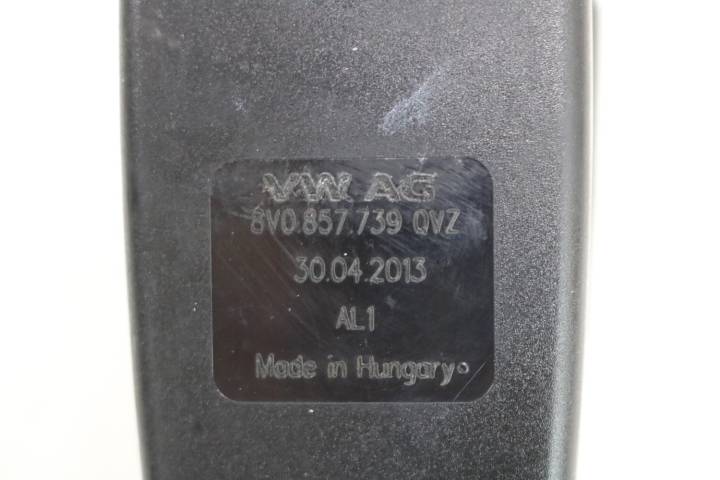 VW AG
8V0.857.739 QVZ
30.04.2013
AL1
Made in Hungary